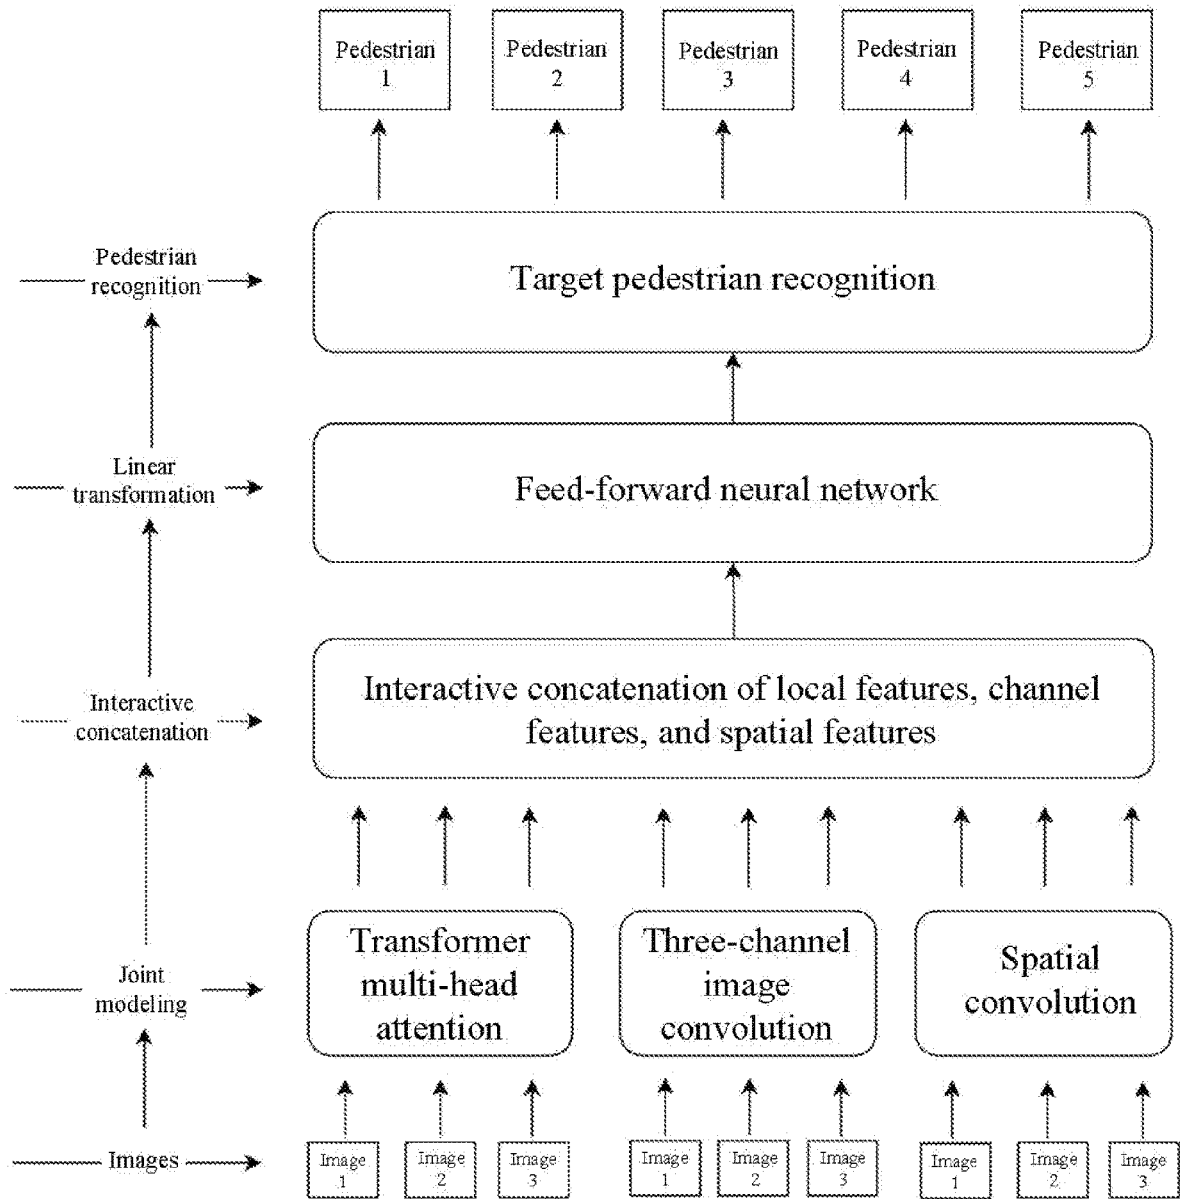 Pedestrian
1
Pedestrian
2
Pedestrian
3
Pedestrian
4
Pedestrian
5
Pedestrian
recognition
Target pedestrian recognition
Linear
transformation
Feed-forward neural network
Interactive
concatenation
Interactive concatenation of local features, channel
features, and spatial features
Joint
modeling
Transformer
multi-head
attention
Three-channel
image
convolution
Spatial
convolution
Images
Image
1
Image
2
Image
3
Image
1
Image
2
Image
3
Image
1
Image
2
Image
3